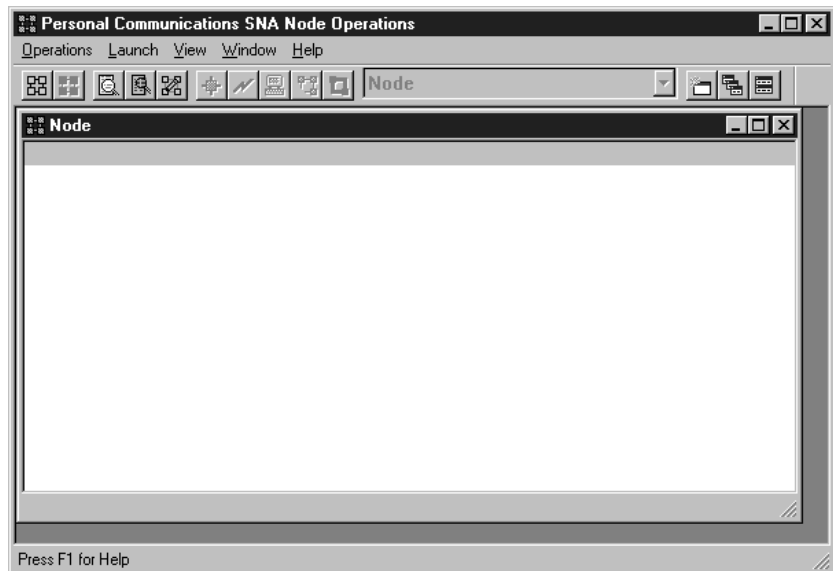 Personal Communications SNA Node Operations
Operations Launch View Window Help
Node
Node
Press F1 for Help